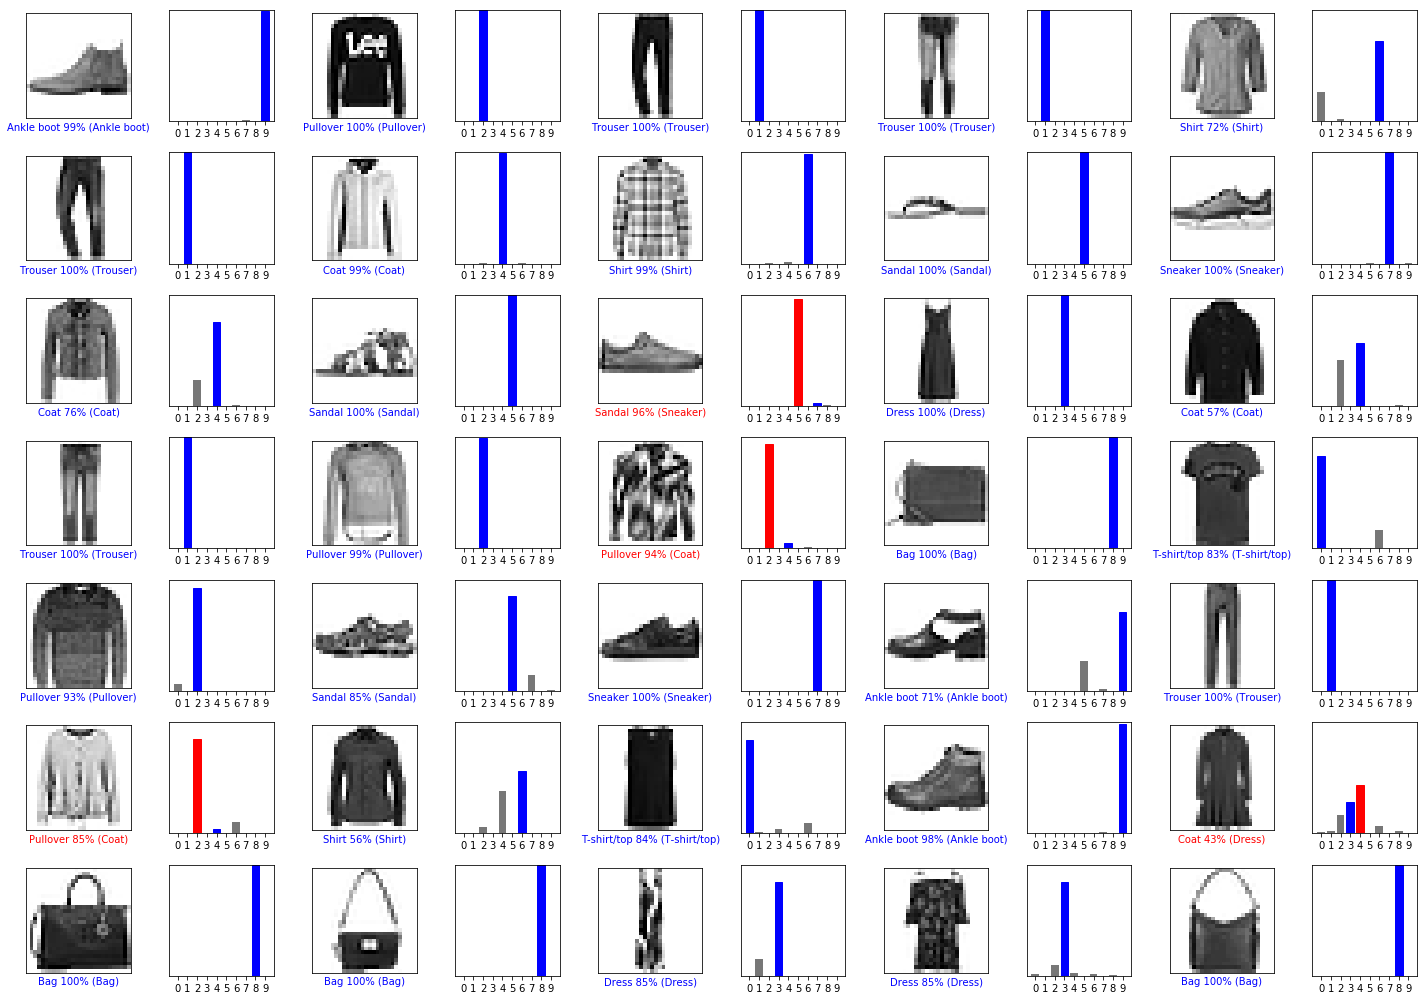 Lee
0 1 2 3 4 5 6 7 8 9 0 1 2 3 4 5 6 7 8 9 0 1 2 3 4 5 6 7 8 9 0 1 2 3 4 5 6 7 8 9 0 1 2 3 4 5 6 7 8 9
Ankle boot 99% (Ankle boot) Pullover 100% (Pullover) Trouser 100% (Trouser) Trouser 100% (Trouser) Shirt 72% (Shirt)
0 1 2 3 4 5 6 7 8 9 0 1 2 3 4 5 6 7 8 9 0 1 2 3 4 5 6 7 8 9 0 1 2 3 4 5 6 7 8 9 0 1 2 3 4 5 6 7 8 9
Trouser 100% (Trouser) Coat 99% (Coat) Shirt 99% (Shirt) Sandal 100% (Sandal) Sneaker 100% (Sneaker)
0 1 2 3 4 5 6 7 8 9 0 1 2 3 4 5 6 7 8 9 0 1 2 3 4 5 6 7 8 9 0 1 2 3 4 5 6 7 8 9 0 1 2 3 4 5 6 7 8 9
Coat 76% (Coat) Sandal 100% (Sandal) Sandal 96% (Sneaker) Dress 100% (Dress) Coat 57% (Coat)
0 1 2 3 4 5 6 7 8 9 0 1 2 3 4 5 6 7 8 9 0 1 2 3 4 5 6 7 8 9 0 1 2 3 4 5 6 7 8 9 0 1 2 3 4 5 6 7 8 9
Trouser 100% (Trouser) Pullover 99% (Pullover) Pullover 94% (Coat) Bag 100% (Bag) T-shirt/top 83% (T-shirt/top)
0 1 2 3 4 5 6 7 8 9 0 1 2 3 4 5 6 7 8 9 0 1 2 3 4 5 6 7 8 9 0 1 2 3 4 5 6 7 8 9 0 1 2 3 4 5 6 7 8 9
Pullover 93% (Pullover) Sandal 85% (Sandal) Sneaker 100% (Sneaker) Ankle boot 71% (Ankle boot) Trouser 100% (Trouser)
0 1 2 3 4 5 6 7 8 9 0 1 2 3 4 5 6 7 8 9 0 1 2 3 4 5 6 7 8 9 0 1 2 3 4 5 6 7 8 9 0 1 2 3 4 5 6 7 8 9
Pullover 85% (Coat) Shirt 56% (Shirt) T-shirt/top 84% (T-shirt/top) Ankle boot 98% (Ankle boot) Coat 43% (Dress)
0 1 2 3 4 5 6 7 8 9 0 1 2 3 4 5 6 7 8 9 0 1 2 3 4 5 6 7 8 9 0 1 2 3 4 5 6 7 8 9 0 1 2 3 4 5 6 7 8 9
Bag 100% (Bag) Bag 100% (Bag) Dress 85% (Dress) Dress 85% (Dress) Bag 100% (Bag)